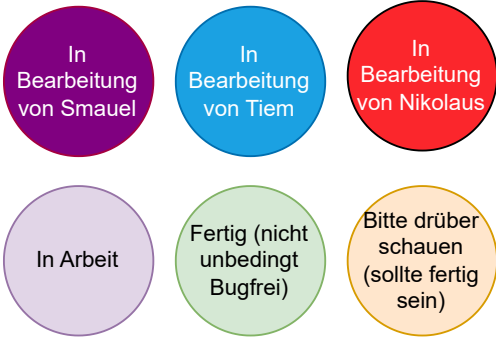 In
Bearbeitung
von Smauel
In
Bearbeitung
von Tiem
In
Bearbeitung
von Nikolaus
In Arbeit
Fertig (nicht
unbedingt
Bugfrei)
Bitte drüber
schauen
(sollte fertig
sein)